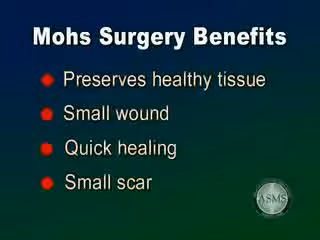 Mohs Surgery Benefits
Preserves healthy tissue
Small wound
Quick healing
Small scar
ASMS